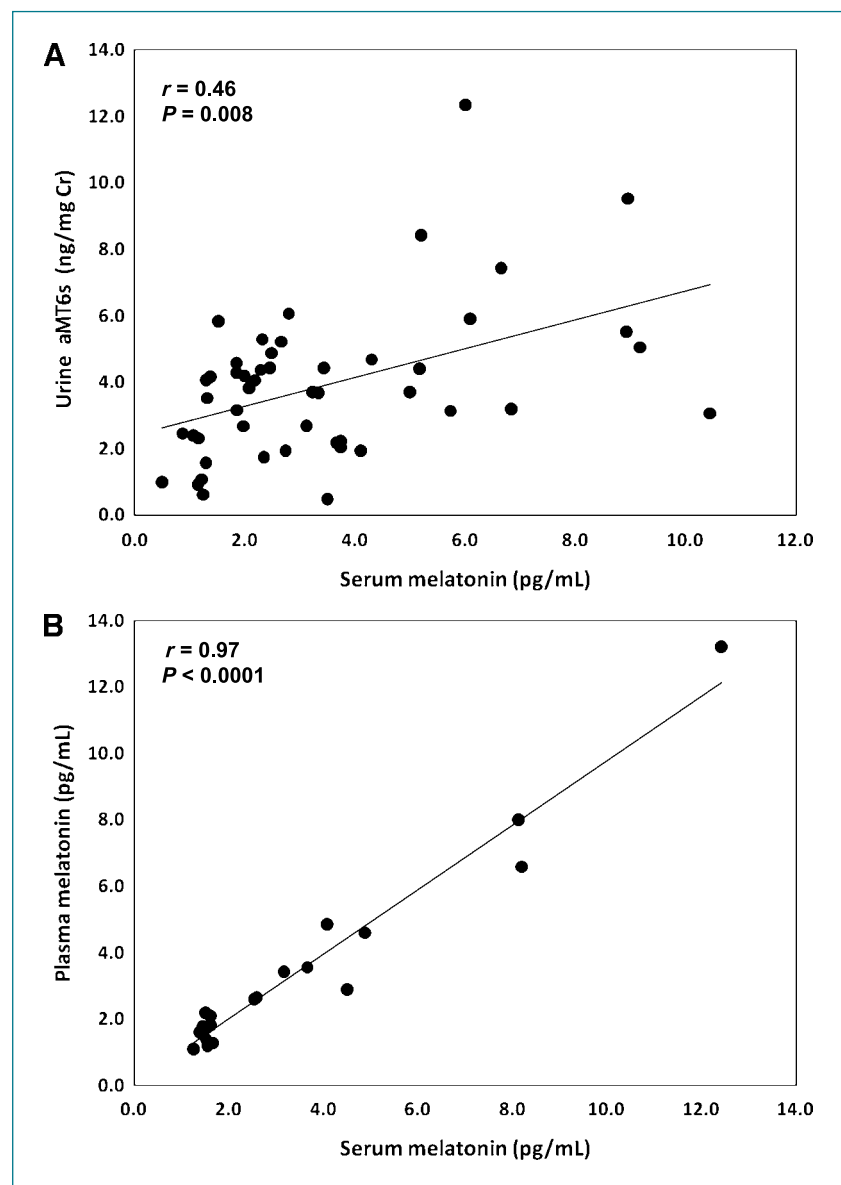 A
r = 0.46
P = 0.008
14.0
12.0
10.0
8.0
6.0
4.0
2.0
0.0
Urine aMT6s (ng/mg Cr)
0.0 2.0 4.0 6.0 8.0 10.0 12.0
Serum melatonin (pg/mL)
B
r = 0.97
P < 0.0001
14.0
12.0
10.0
8.0
6.0
4.0
2.0
0.0
Plasma melatonin (pg/mL)
0.0 2.0 4.0 6.0 8.0 10.0 12.0 14.0
Serum melatonin (pg/mL)